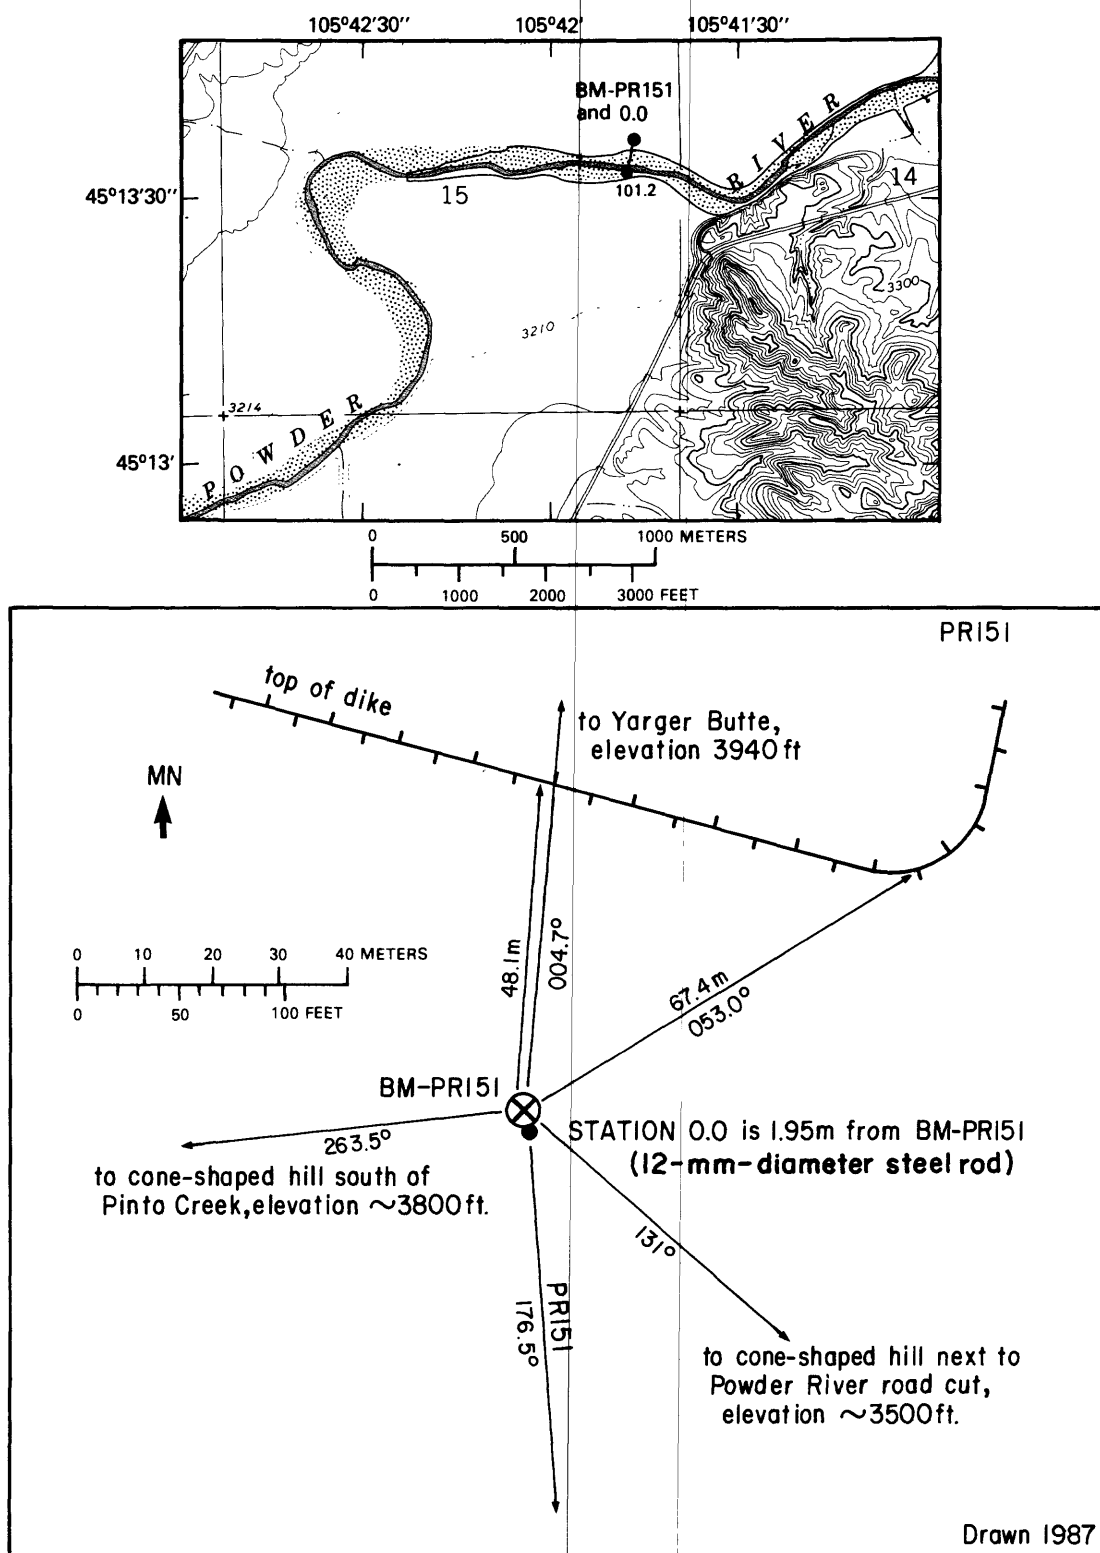 105°42'30''
105°42'
105°41'30''
BM-PR151
and 0.0
RIVER
45°13'30''
15
101.2
14
3300
3210
3214
POWDER
45°13'
0 500 1000 METERS
0 1000 2000 3000 FEET
PR151
top of dike
to Yarger Butte,
elevation 3940 ft
MN
48.1m
004.7°
67.4m
053.0°
0 10 20 30 40 METERS
0 50 100 FEET
BM-PR151
263.5°
STATION 0.0 is 1.95m from BM-PR151
(12-mm-diameter steel rod)
to cone-shaped hill south of
Pinto Creek, elevation ~3800ft.
131°
PR151
176.5°
to cone-shaped hill next to
Powder River road cut,
elevation ~3500ft.
Drawn 1987